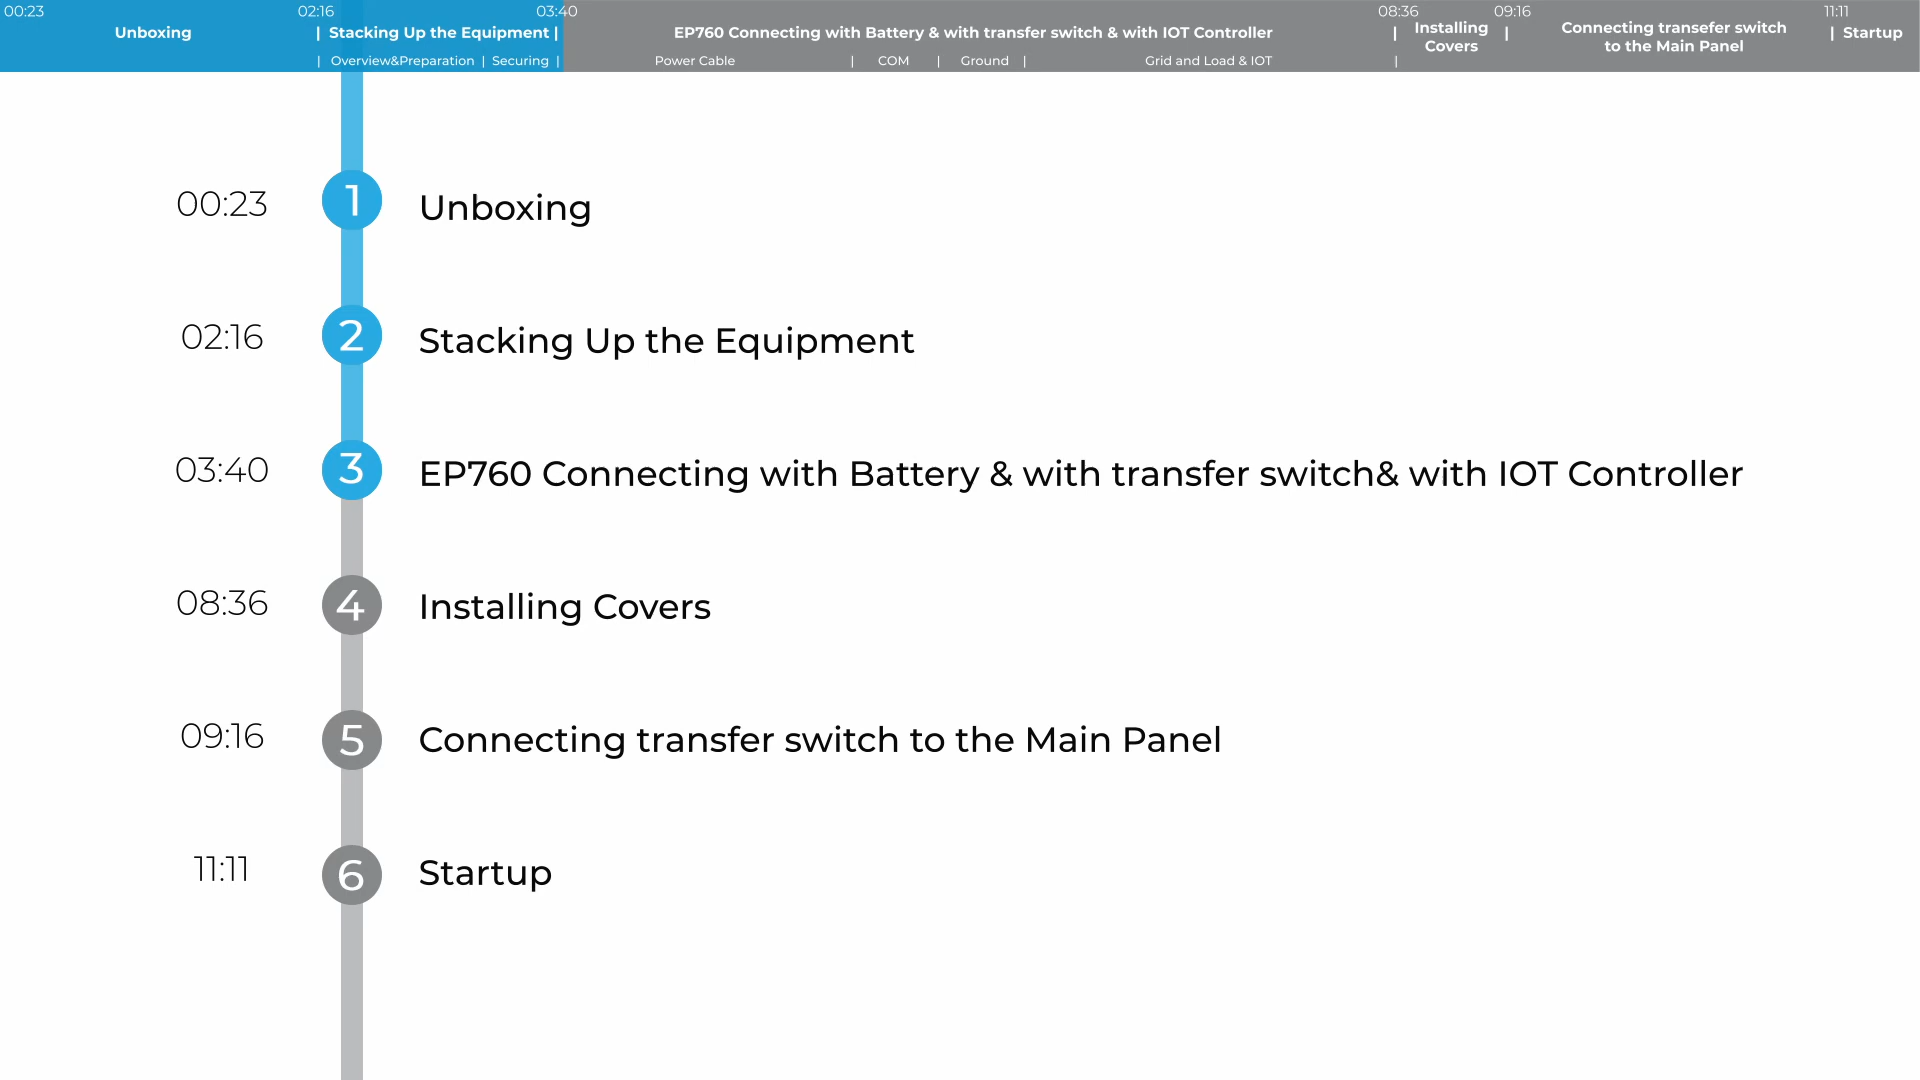 00:23 02:16 03:40 08:36 09:16 11:11
Unboxing | Stacking Up the Equipment | EP760 Connecting with Battery & with transfer switch & with IOT Controller | Installing Covers | Connecting transefer switch to the Main Panel | Startup
| Overview&Preparation | Securing | Power Cable | COM | Ground | Grid and Load & IOT |
00:23 1 Unboxing
02:16 2 Stacking Up the Equipment
03:40 3 EP760 Connecting with Battery & with transfer switch& with IOT Controller
08:36 4 Installing Covers
09:16 5 Connecting transfer switch to the Main Panel
11:11 6 Startup